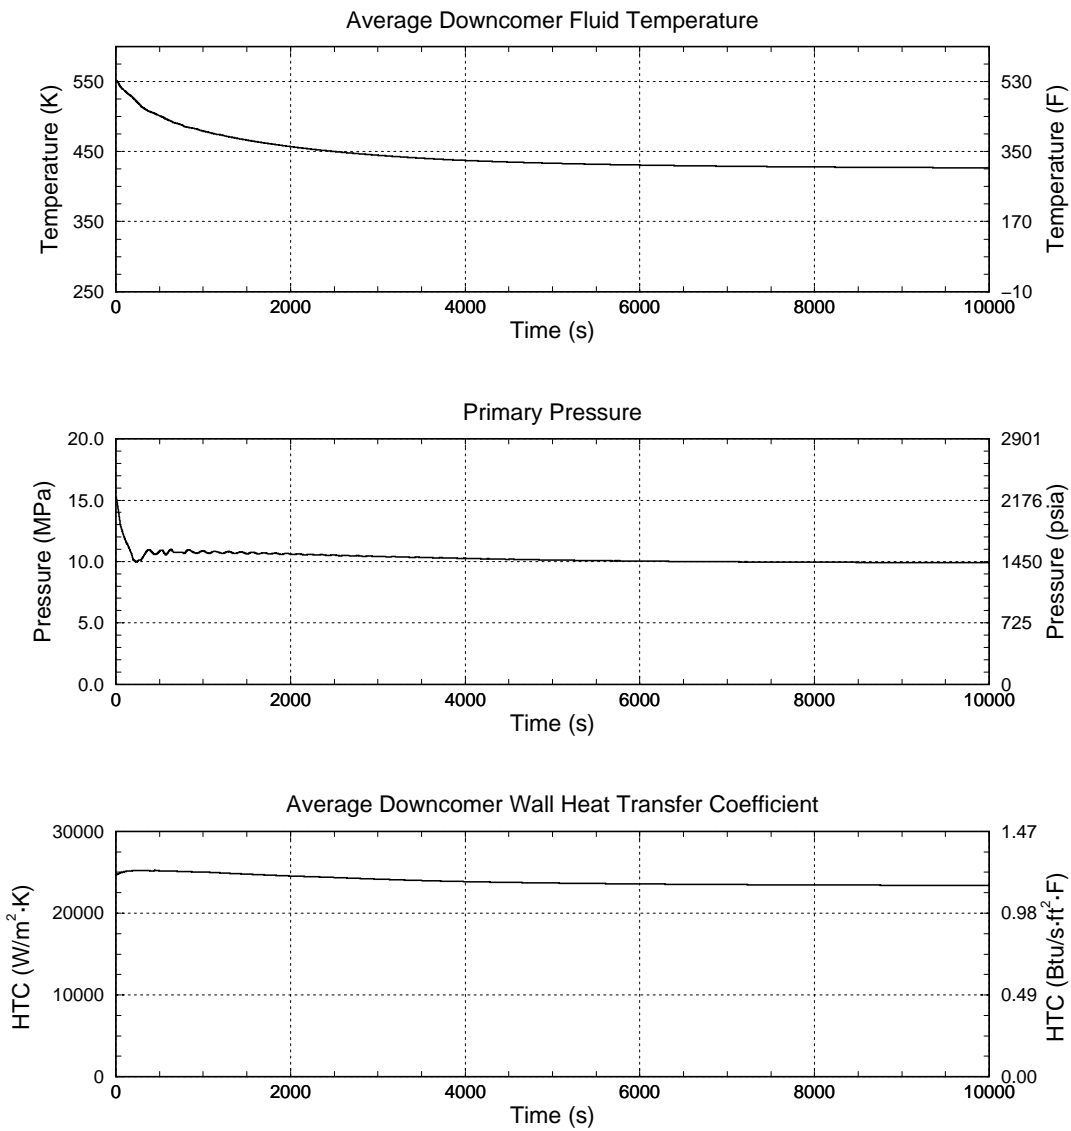 Average Downcomer Fluid Temperature
Temperature (K)
550
450
350
250
530
350
170
−10
Temperature (F)
0 2000 4000 6000 8000 10000
Time (s)
Primary Pressure
Pressure (MPa)
20.0
15.0
10.0
5.0
0.0
2901
2176
1450
725
0
Pressure (psia)
0 2000 4000 6000 8000 10000
Time (s)
Average Downcomer Wall Heat Transfer Coefficient
HTC (W/m²·K)
30000
20000
10000
0
1.47
0.98
0.49
0.00
HTC (Btu/s·ft²·F)
0 2000 4000 6000 8000 10000
Time (s)